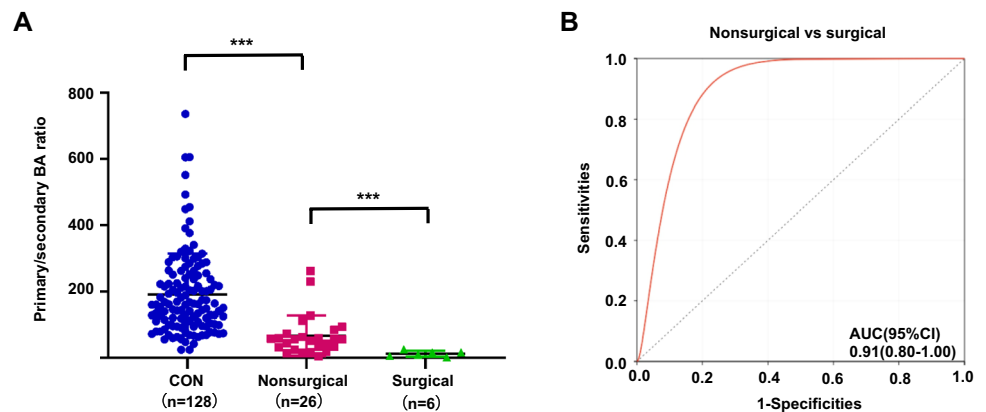 A
***
***
Primary/secondary BA ratio
800
600
400
200
CON
(n=128)
Nonsurgical
(n=26)
Surgical
(n=6)
B
Nonsurgical vs surgical
Sensitivities
1.0
0.8
0.6
0.4
0.2
0.0
AUC(95%CI)
0.91(0.80-1.00)
0.0 0.2 0.4 0.6 0.8 1.0
1-Specificities